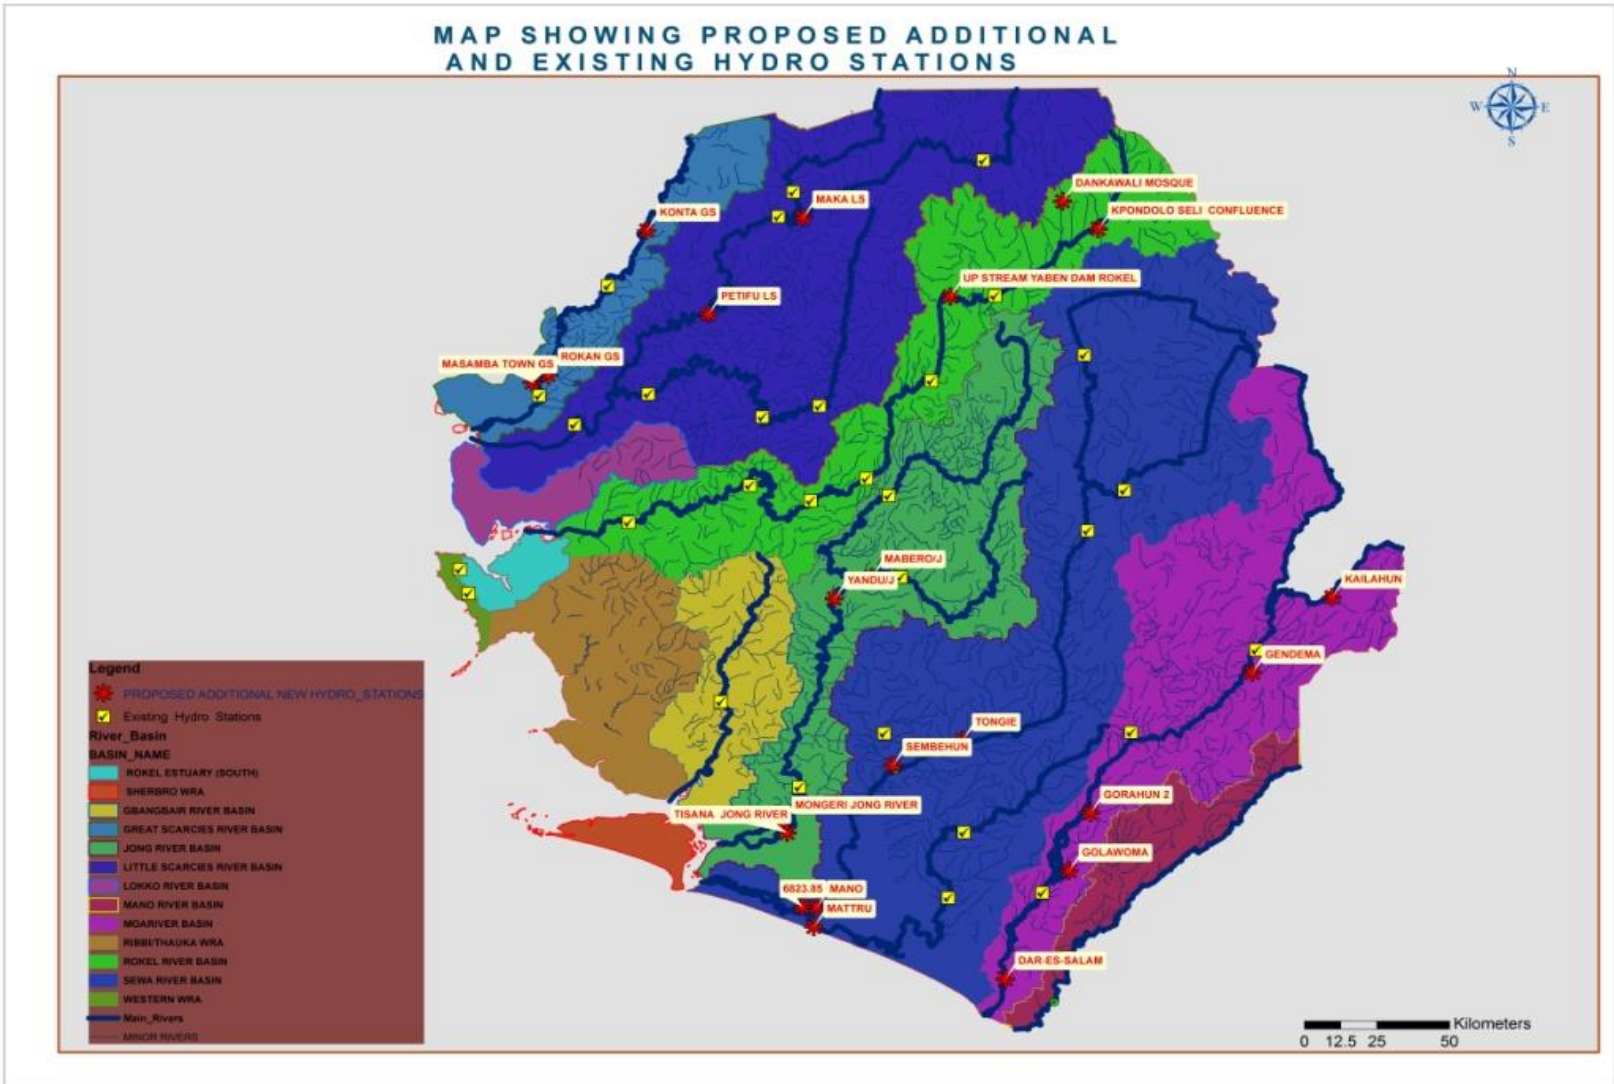 MAP SHOWING PROPOSED ADDITIONAL
AND EXISTING HYDRO STATIONS
N
W E
S
DANKAWALI MOSQUE
MAKA LS
KONTA GS
KPONDOLO SELI CONFLUENCE
UP STREAM YABEN DAM ROKEL
PETIFU LS
ROKAN GS
MASAMBA TOWN GS
MABERO/J
YANDU/J
KAILAHUN
GENDEMA
TONGIE
SEMBEHUN
GORAHUN 2
MONGERI JONG RIVER
TISANA JONG RIVER
GOLAWOMA
6823.85 MANO
MATTRU
DAR-ES-SALAM
Legend
PROPOSED ADDITIONAL NEW HYDRO_STATIONS
Existing Hydro Stations
River_Basin
BASIN_NAME
ROKEL ESTUARY (SOUTH)
SHERBRO WRA
GBANGBAIR RIVER BASIN
GREAT SCARCIES RIVER BASIN
JONG RIVER BASIN
LITTLE SCARCIES RIVER BASIN
LOKKO RIVER BASIN
MANO RIVER BASIN
MOARIVER BASIN
RIBBI/THAUKA WRA
ROKEL RIVER BASIN
SEWA RIVER BASIN
WESTERN WRA
Main_Rivers
MINOR RIVERS
Kilometers
0 12.5 25 50